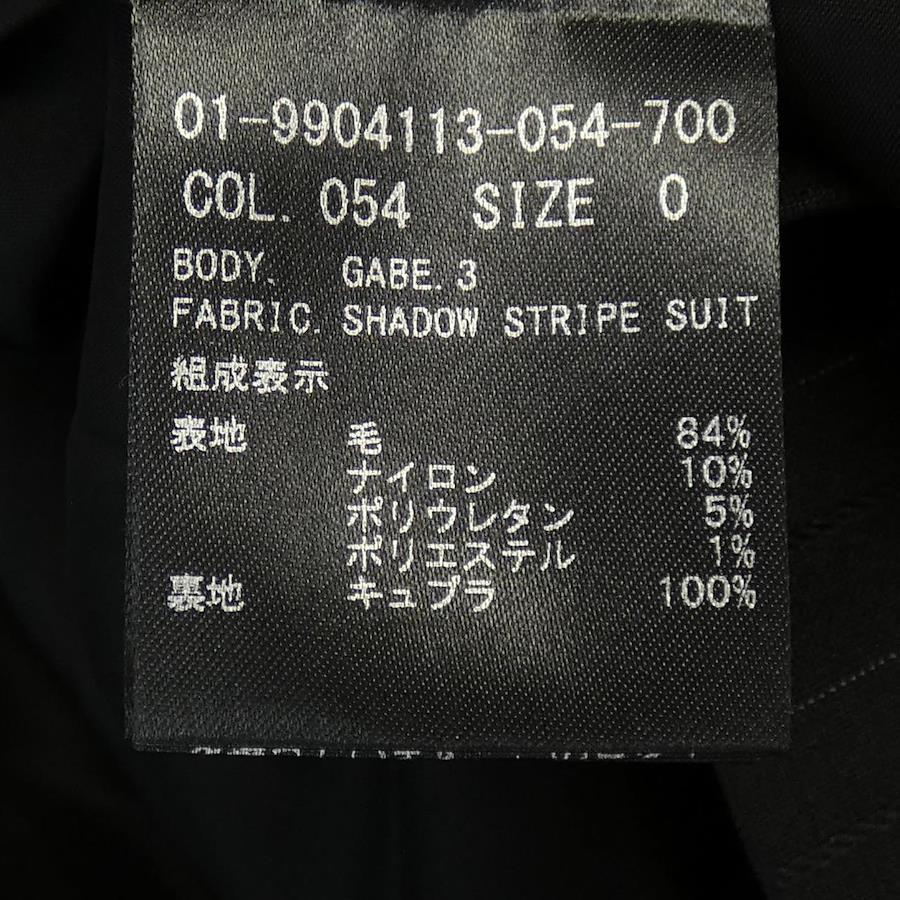 01-9904113-054-700
COL. 054 SIZE 0
BODY. GABE.3
FABRIC. SHADOW STRIPE SUIT
組成表示
表地 毛 84%
ナイロン 10%
ポリウレタン 5%
ポリエステル 1%
裏地 キュプラ 100%